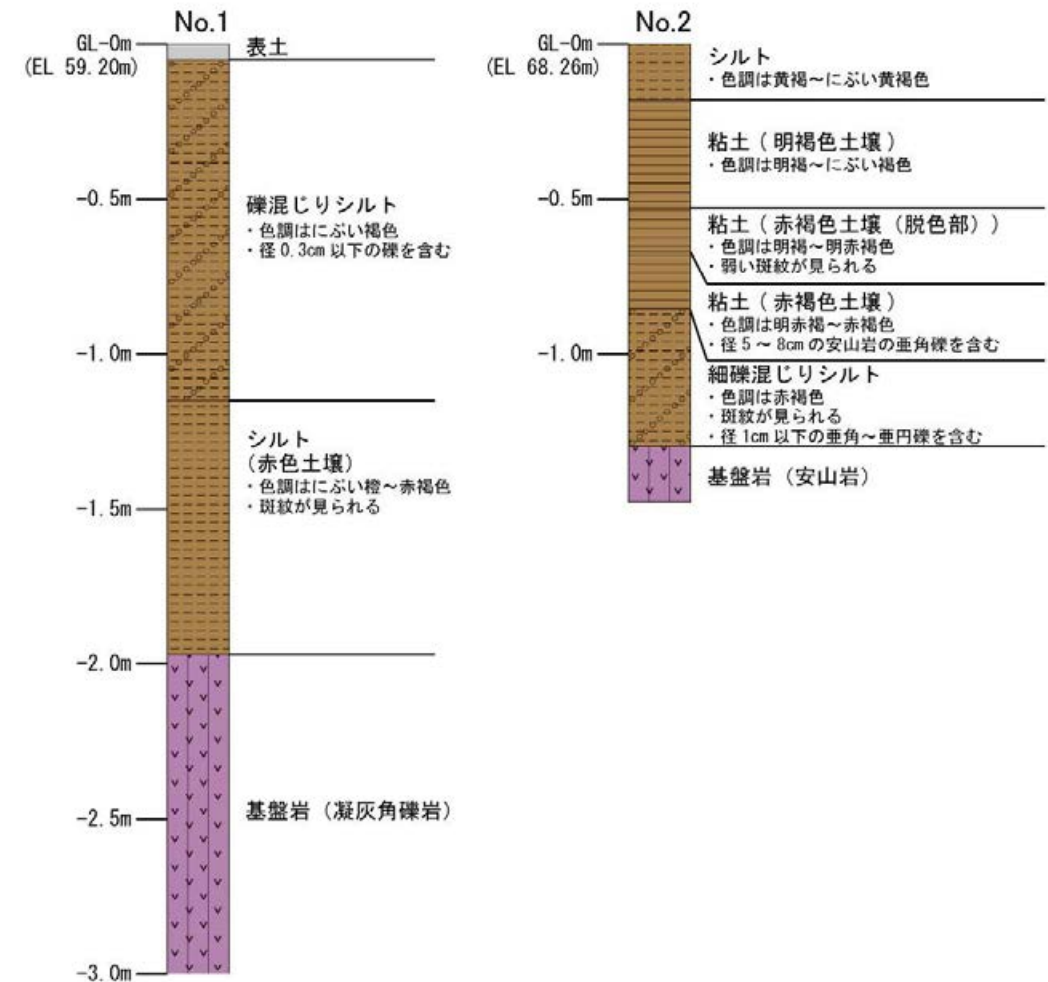 No.1
GL-0m
(EL 59.20m)
表土
-0.5m
礫混じりシルト
・色調はにぶい褐色
・径0.3cm以下の礫を含む
-1.0m
シルト
(赤色土壌)
・色調はにぶい橙～赤褐色
・斑紋が見られる
-1.5m
-2.0m
-2.5m
基盤岩（凝灰角礫岩）
-3.0m
No.2
GL-0m
(EL 68.26m)
シルト
・色調は黄褐～にぶい黄褐色
粘土（明褐色土壌）
・色調は明褐～にぶい褐色
-0.5m
粘土（赤褐色土壌（脱色部））
・色調は明褐～明赤褐色
・弱い斑紋が見られる
粘土（赤褐色土壌）
・色調は明赤褐～赤褐色
・径5～8cmの安山岩の亜角礫を含む
-1.0m
細礫混じりシルト
・色調は赤褐色
・斑紋が見られる
・径1cm以下の亜角～亜円礫を含む
基盤岩（安山岩）